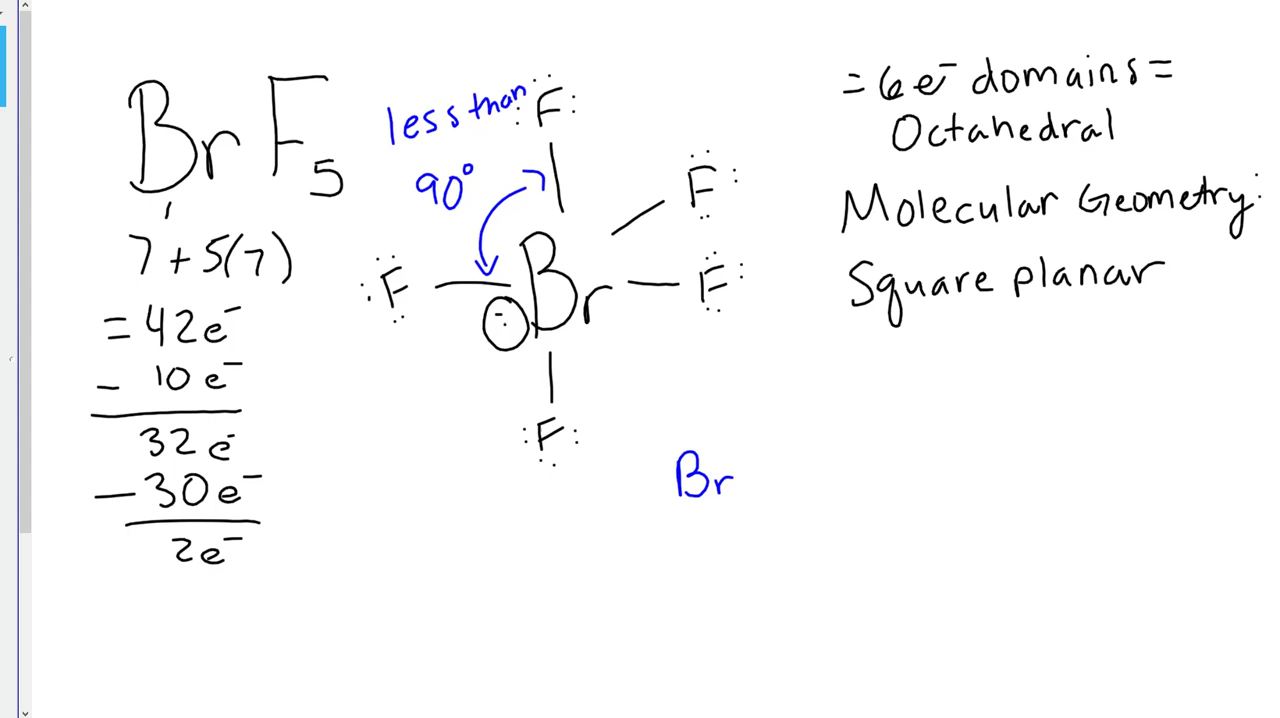 BrF5
7 + 5(7)
= 42e⁻
- 10e⁻
32e⁻
- 30e⁻
2e⁻
less than
90°
F
F
F Br F
F
Br
= 6e⁻ domains =
Octahedral
Molecular Geometry:
Square planar